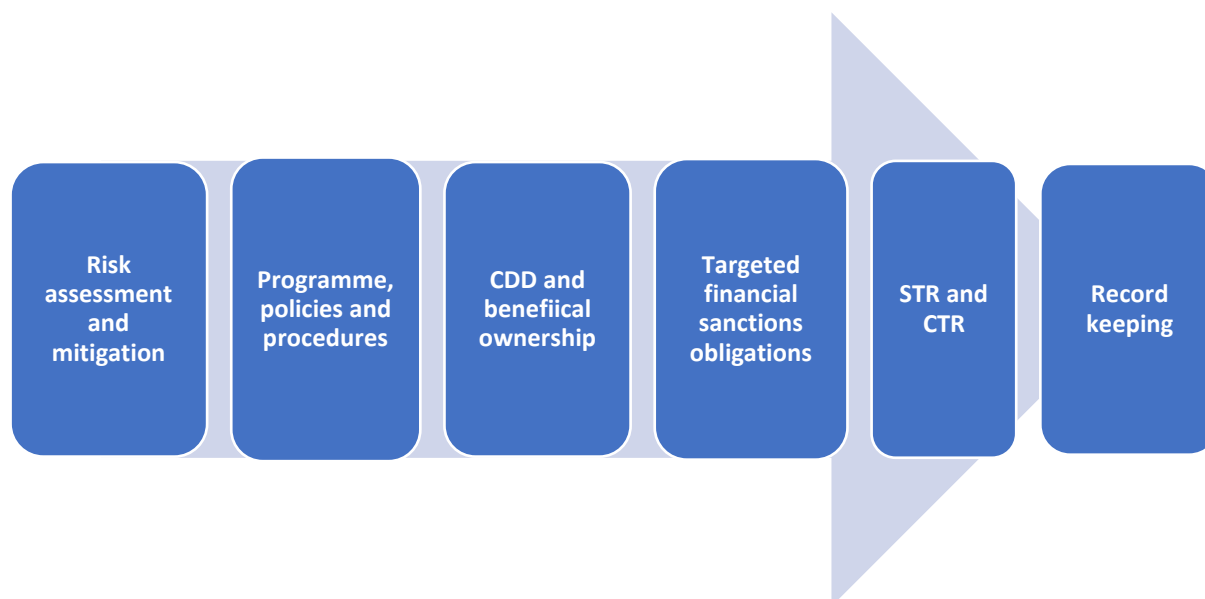 Risk
assessment
and
mitigation
Programme,
policies and
procedures
CDD and
benefiical
ownership
Targeted
financial
sanctions
obligations
STR and
CTR
Record
keeping